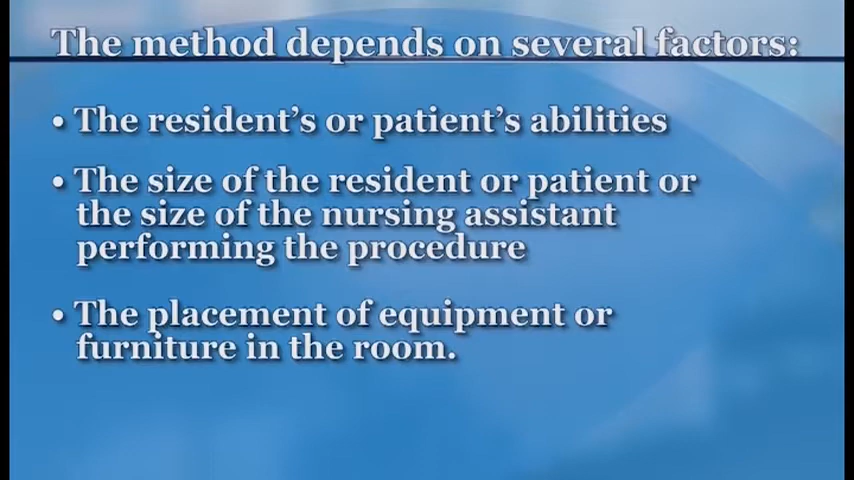 The method depends on several factors:
• The resident's or patient's abilities
• The size of the resident or patient or
the size of the nursing assistant
performing the procedure
• The placement of equipment or
furniture in the room.